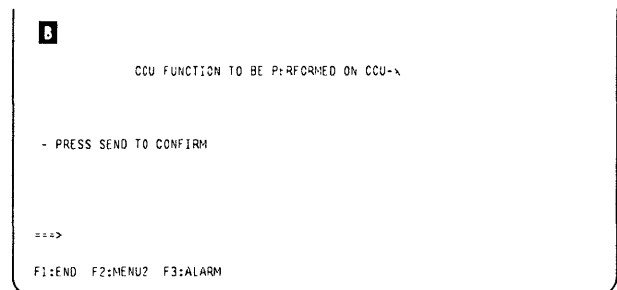 B
CCU FUNCTION TO BE PERFORMED ON CCU-x
- PRESS SEND TO CONFIRM
===>
F1:END F2:MENU2 F3:ALARM